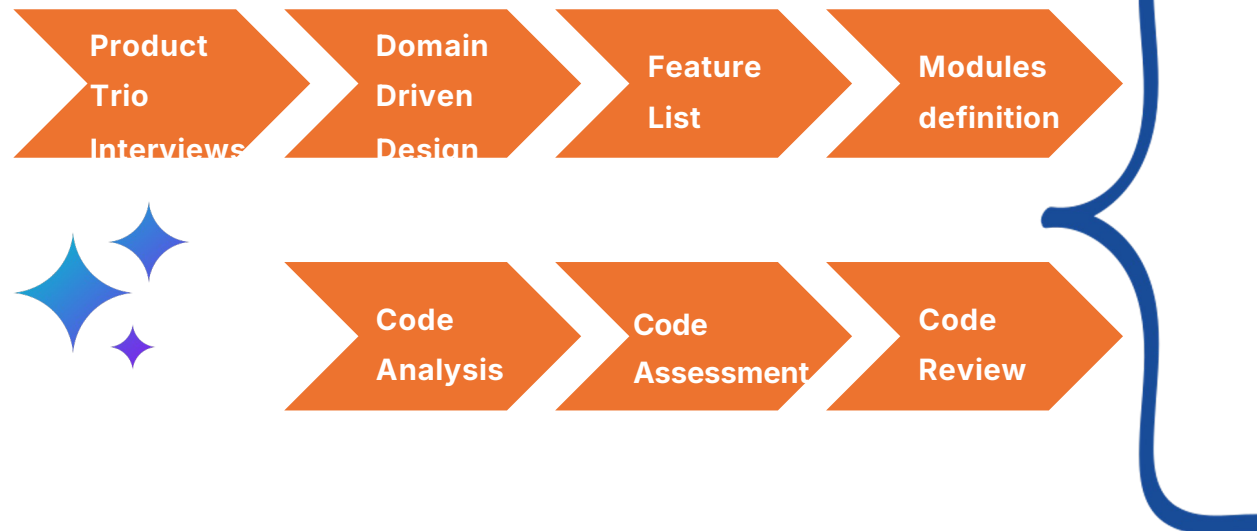 Product
Trio
Interviews
Domain
Driven
Design
Feature
List
Modules
definition
Code
Analysis
Code
Assessment
Code
Review